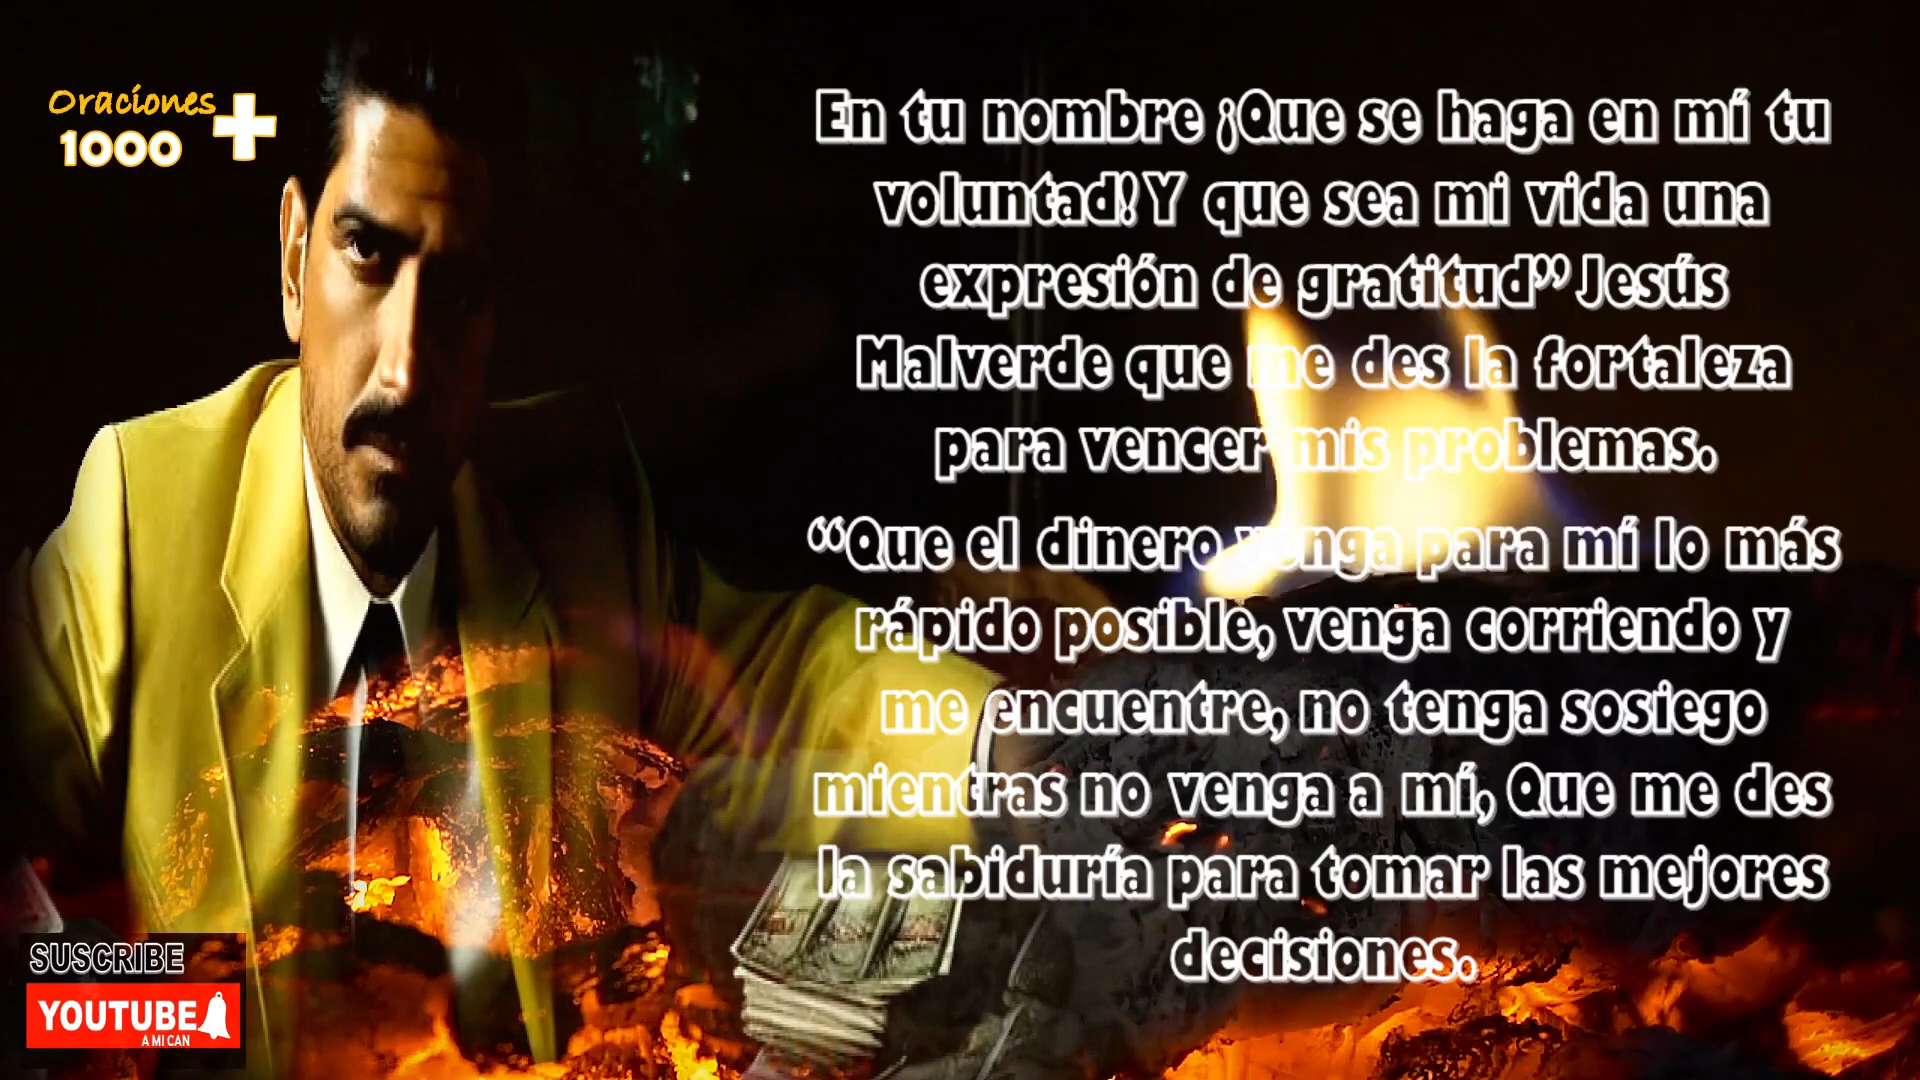 Oraciones
1000
En tu nombre ¡Que se haga en mí tu
voluntad! Y que sea mi vida una
expresión de gratitud” Jesús
Malverde que me des la fortaleza
para vencer mis problemas.
“Que el dinero venga para mí lo más
rápido posible, venga corriendo y
me encuentre, no tenga sosiego
mientras no venga a mí, Que me des
la sabiduría para tomar las mejores
decisiones.
SUSCRIBE
YOUTUBE
A MI CAN